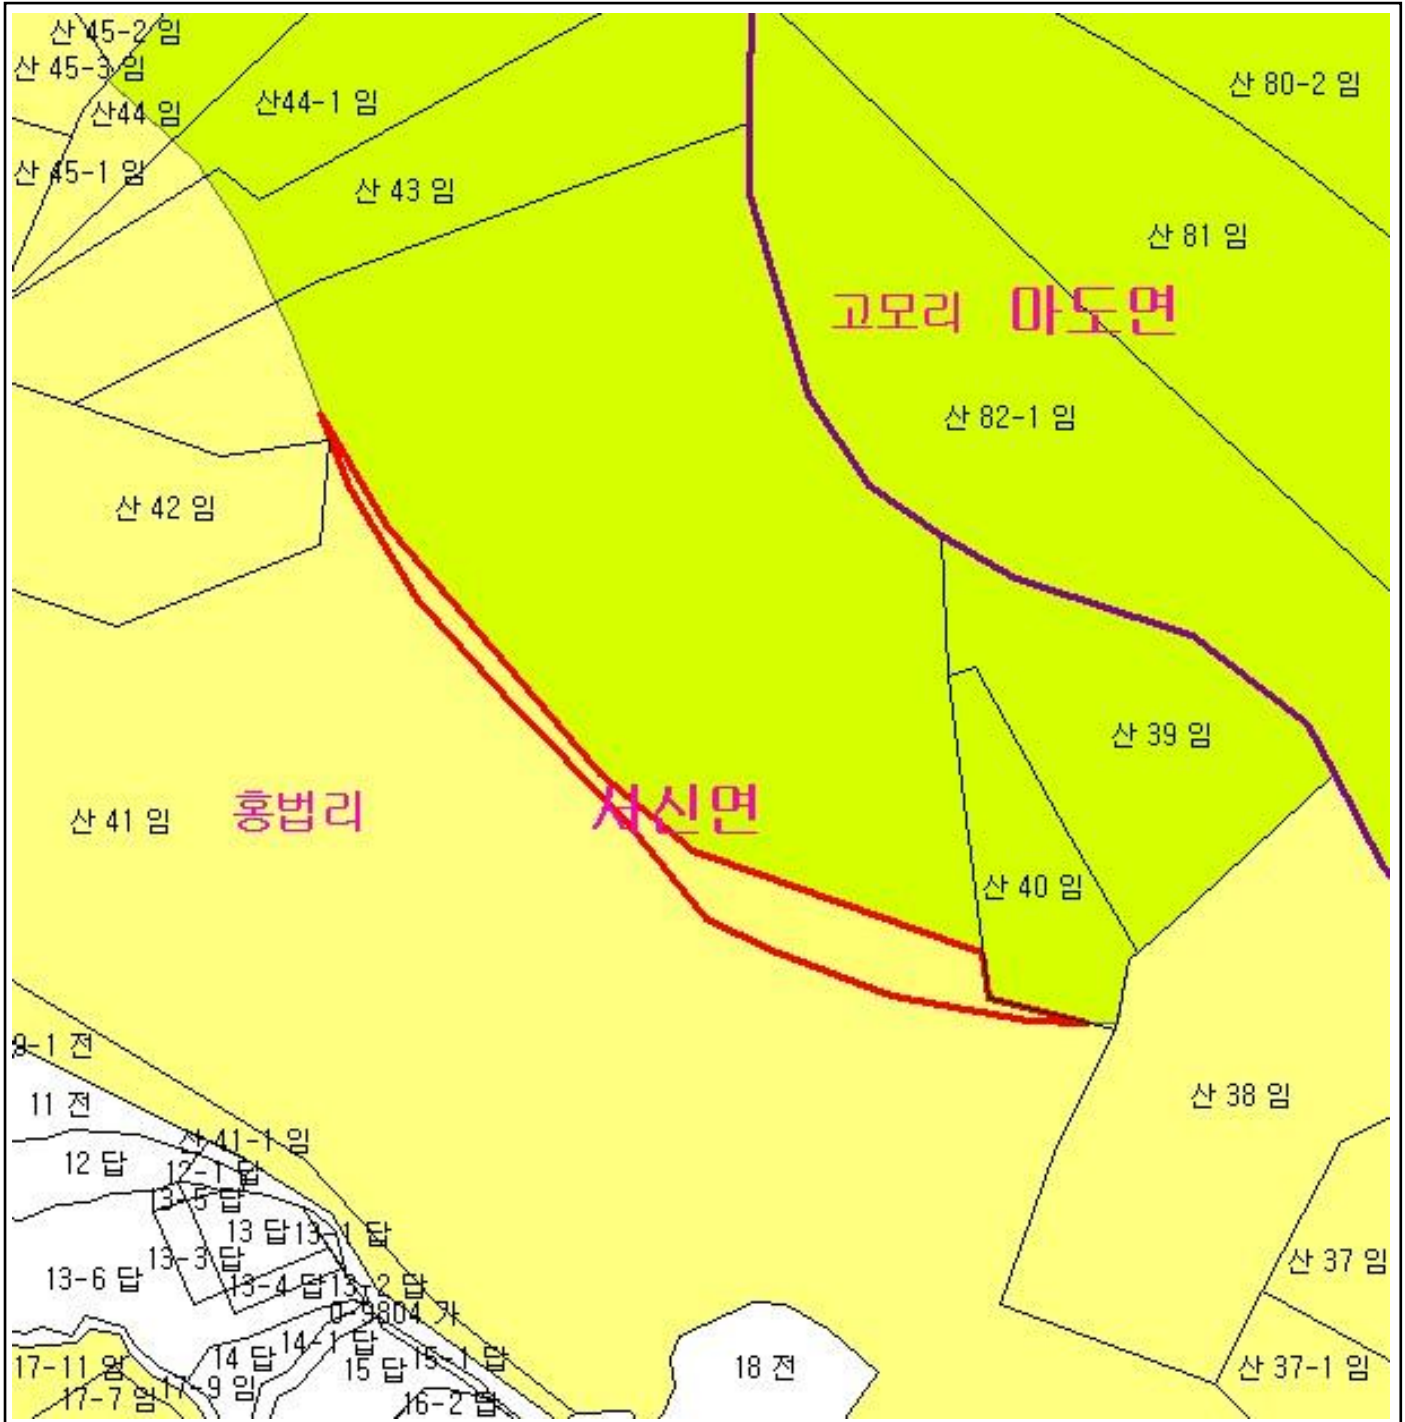 산 45-2 임
산 45-3 임
산44 임
산44-1 임
산 80-2 임
산 45-1 임
산 43 임
산 81 임
고모리 마도면
산 82-1 임
산 42 임
산 39 임
산 41 임
홍법리
서신면
산 40 임
9-1 전
11 전
산 38 임
산 41-1 임
12 답
12-1 답
13-5 답
13 답
13-1 답
13-3 답
산 37 임
13-6 답
13-4 답
13-2 답
0-9804 가
14-1 답
14 답
15 답
15-1 답
18 전
산 37-1 임
17-11 임
17-9 임
17-7 임
16-2 답